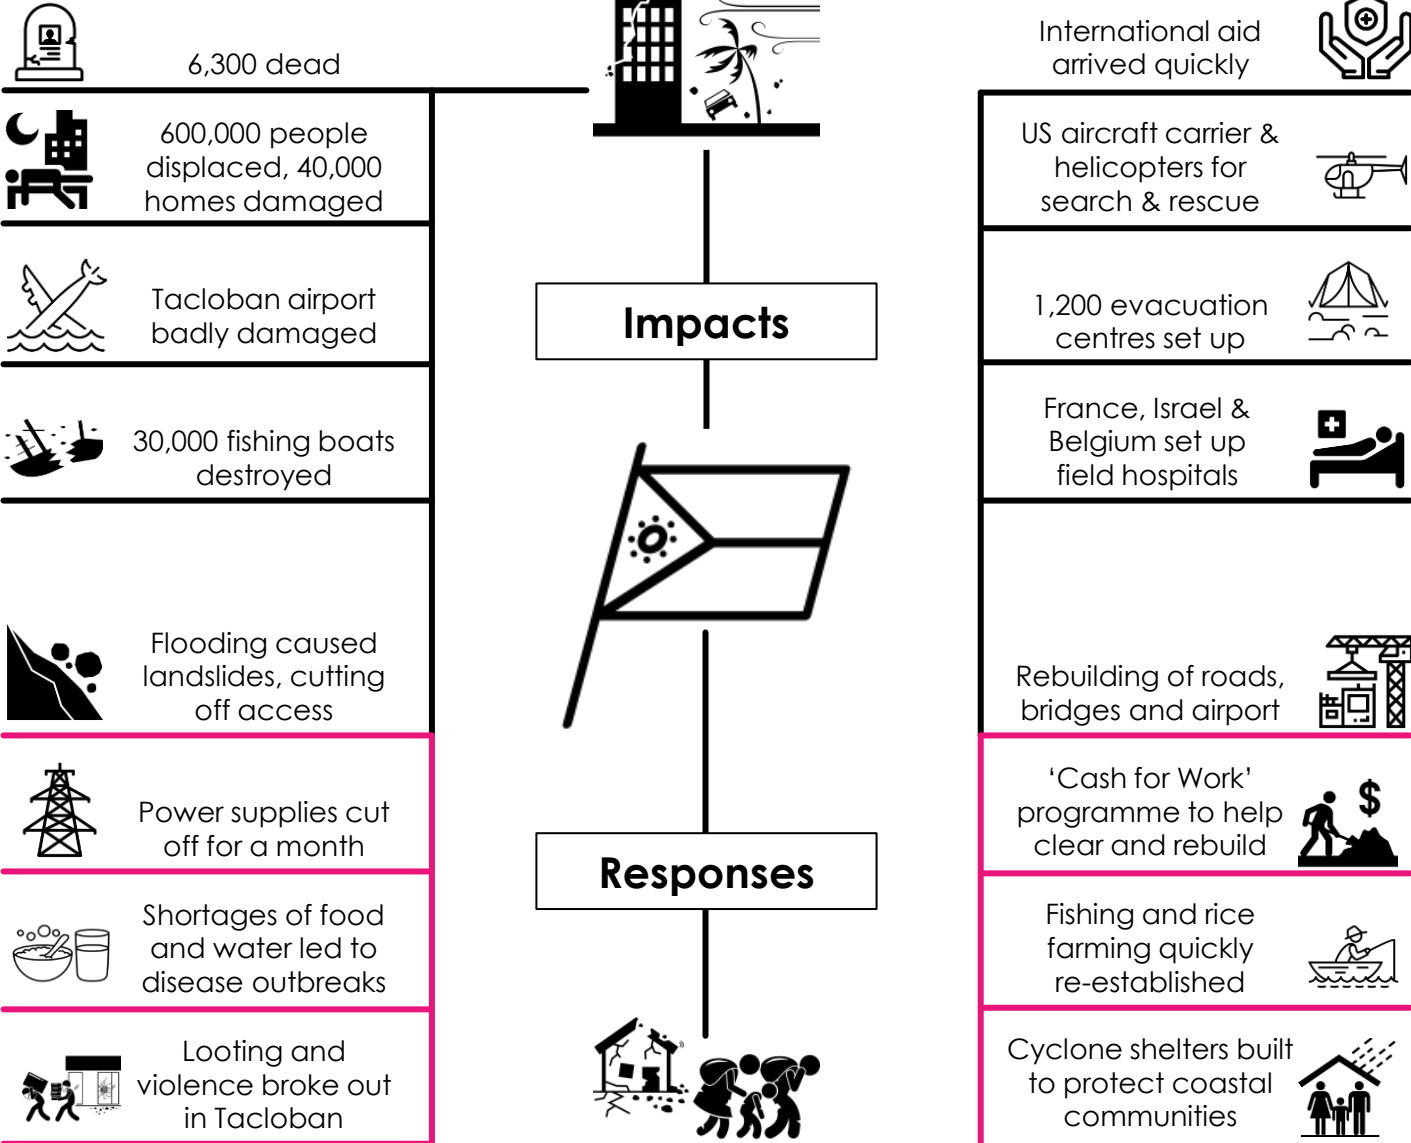 6,300 dead
600,000 people
displaced, 40,000
homes damaged
Tacloban airport
badly damaged
30,000 fishing boats
destroyed
Flooding caused
landslides, cutting
off access
Power supplies cut
off for a month
Shortages of food
and water led to
disease outbreaks
Looting and
violence broke out
in Tacloban
Impacts
Responses
International aid
arrived quickly
US aircraft carrier &
helicopters for
search & rescue
1,200 evacuation
centres set up
France, Israel &
Belgium set up
field hospitals
Rebuilding of roads,
bridges and airport
‘Cash for Work’
programme to help
clear and rebuild
$
Fishing and rice
farming quickly
re-established
Cyclone shelters built
to protect coastal
communities